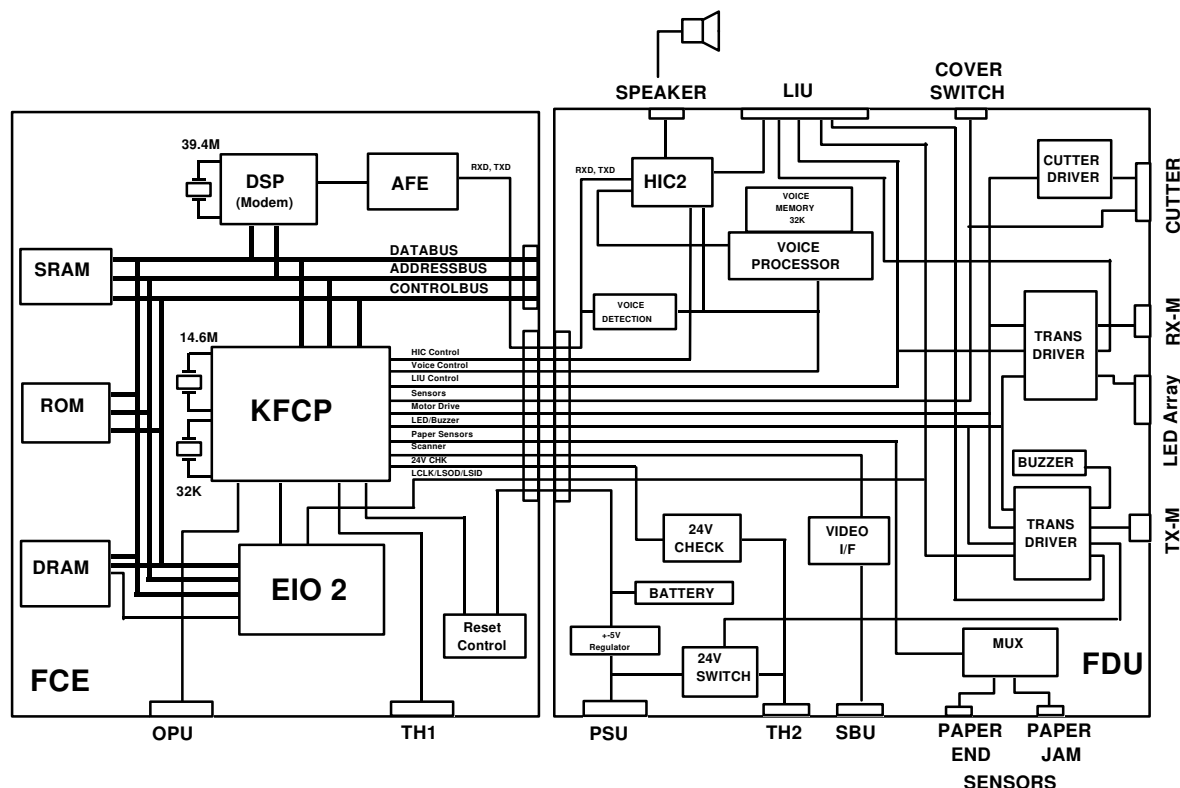 SPEAKER
LIU
COVER
SWITCH
39.4M
DSP
(Modem)
AFE
RXD, TXD
RXD, TXD
HIC2
VOICE
MEMORY
32K
VOICE
PROCESSOR
CUTTER
DRIVER
CUTTER
SRAM
DATABUS
ADDRESSBUS
CONTROLBUS
VOICE
DETECTION
TRANS
DRIVER
RX-M
14.6M
KFCP
32K
HIC Control
Voice Control
LIU Control
Sensors
Motor Drive
LED/Buzzer
Paper Sensors
Scanner
24V CHK
LCLK/LSOD/LSID
ROM
LED Array
BUZZER
24V
CHECK
VIDEO
I/F
TRANS
DRIVER
TX-M
DRAM
EIO 2
BATTERY
Reset
Control
+-5V
Regulator
24V
SWITCH
MUX
FCE
FDU
OPU
TH1
PSU
TH2
SBU
PAPER
END
PAPER
JAM
SENSORS